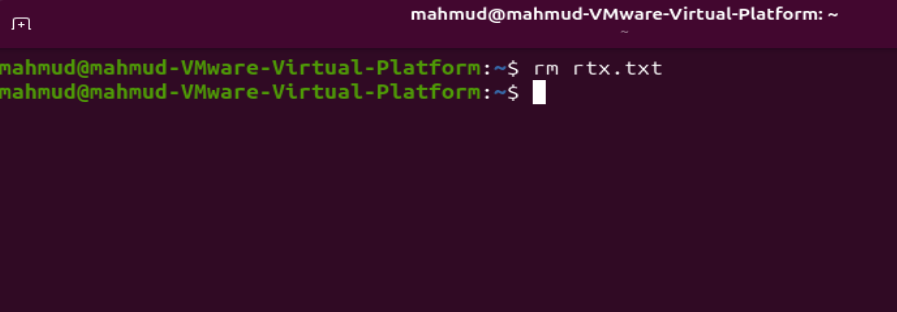 mahmud@mahmud-VMware-Virtual-Platform: ~
~
mahmud@mahmud-VMware-Virtual-Platform:~$ rm rtx.txt
mahmud@mahmud-VMware-Virtual-Platform:~$